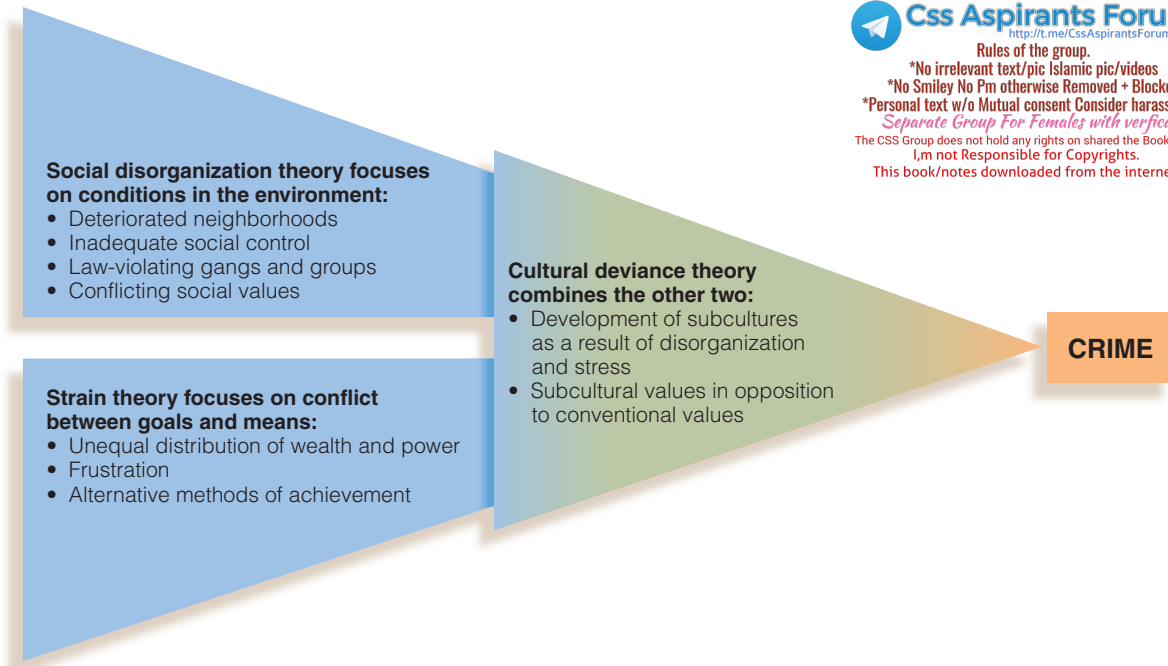 Css Aspirants Foru
http://t.me/CssAspirantsForum
Rules of the group.
*No irrelevant text/pic Islamic pic/videos
*No Smiley No Pm otherwise Removed + Blocke
*Personal text w/o Mutual consent Consider harass
Separate Group For Females with verfica
The CSS Group does not hold any rights on shared the Book
I,m not Responsible for Copyrights.
This book/notes downloaded from the interne
Social disorganization theory focuses
on conditions in the environment:
• Deteriorated neighborhoods
• Inadequate social control
• Law-violating gangs and groups
• Conflicting social values
Strain theory focuses on conflict
between goals and means:
• Unequal distribution of wealth and power
• Frustration
• Alternative methods of achievement
Cultural deviance theory
combines the other two:
• Development of subcultures
as a result of disorganization
and stress
• Subcultural values in opposition
to conventional values
CRIME